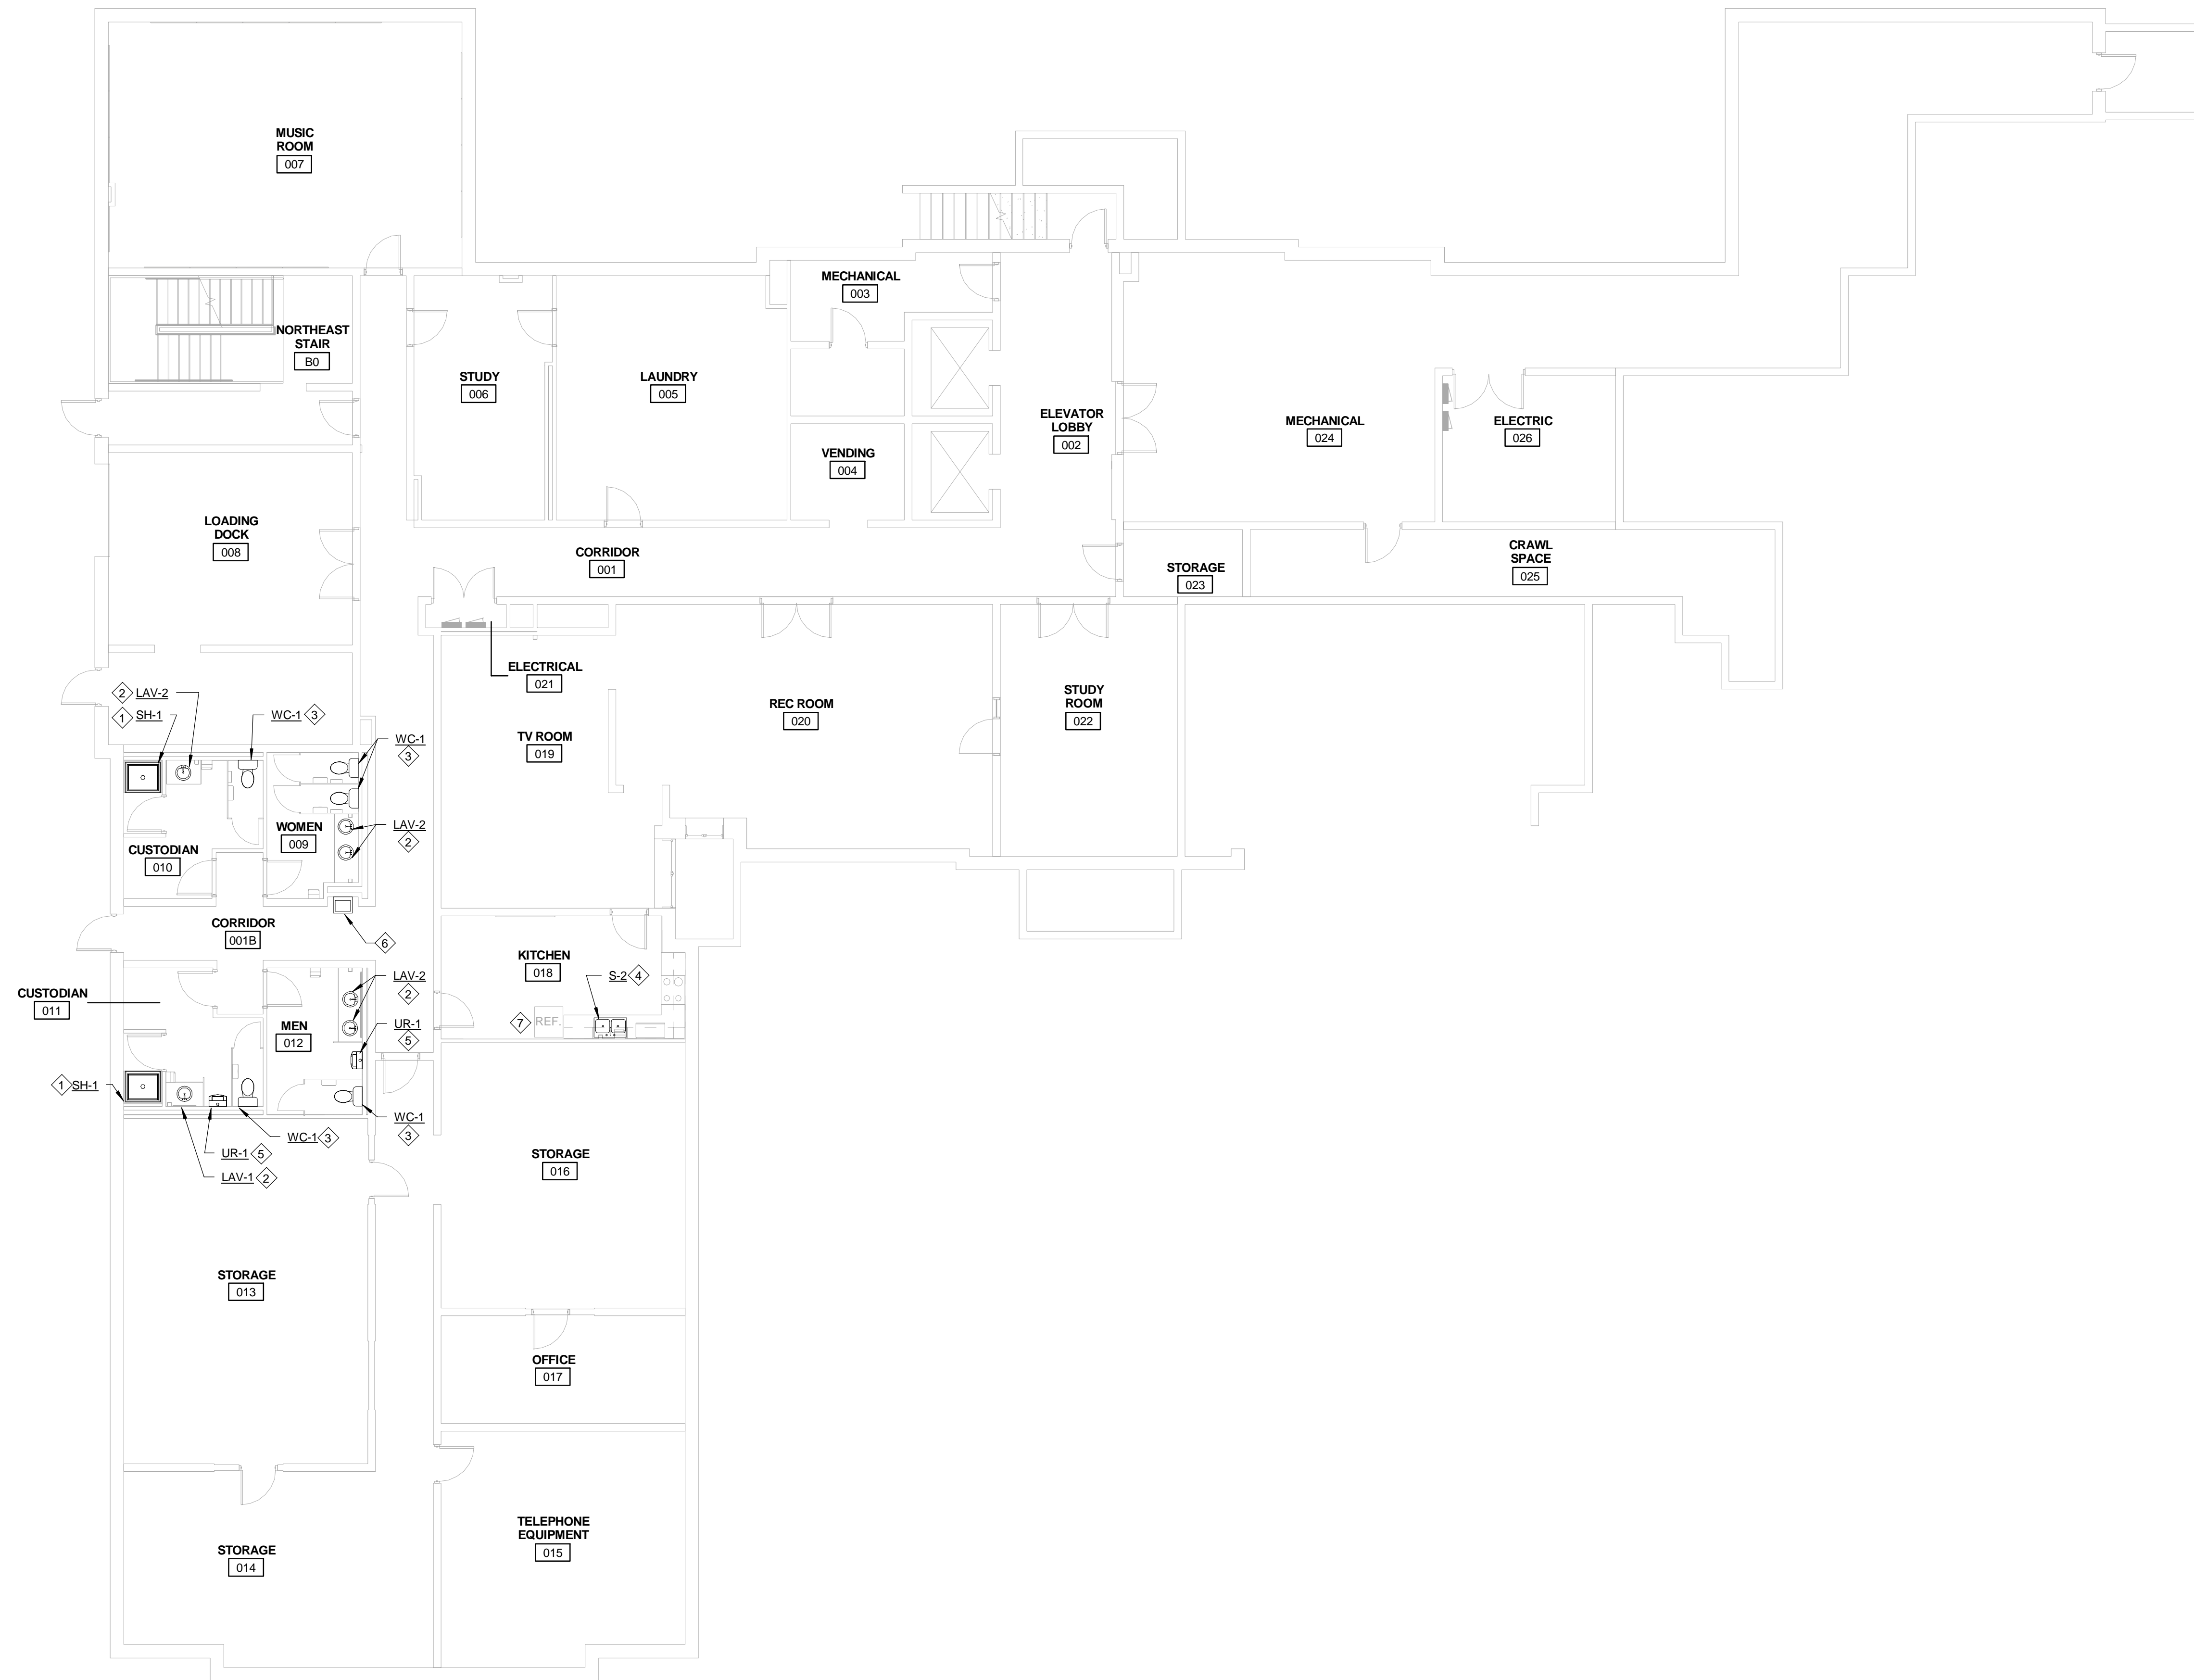 MUSIC
ROOM
007
MECHANICAL
003
NORTHEAST
STAIR
B0
STUDY
006
LAUNDRY
005
ELEVATOR
LOBBY
002
MECHANICAL
024
ELECTRIC
026
VENDING
004
LOADING
DOCK
008
CORRIDOR
001
STORAGE
023
CRAWL
SPACE
025
ELECTRICAL
021
2 LAV-2
1 SH-1
WC-1 3
STUDY
ROOM
022
REC ROOM
020
TV ROOM
019
WC-1
3
WOMEN
009
LAV-2
2
CUSTODIAN
010
CORRIDOR
001B
6
KITCHEN
018
S-2 4
LAV-2
2
CUSTODIAN
011
7 REF.
MEN
012
UR-1
5
1 SH-1
WC-1
3
WC-1 3
UR-1 5
LAV-1 2
STORAGE
016
STORAGE
013
OFFICE
017
TELEPHONE
EQUIPMENT
015
STORAGE
014